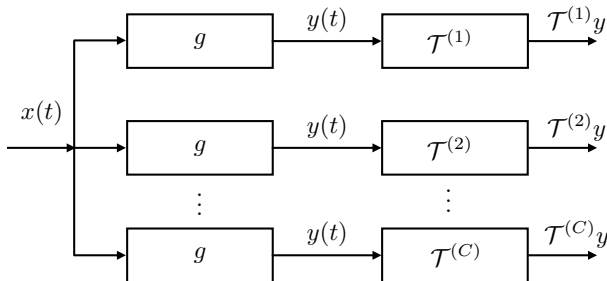 g y(t) 𝒯^{(1)} 𝒯^{(1)}y
x(t)
g y(t) 𝒯^{(2)} 𝒯^{(2)}y
⋮ ⋮
g y(t) 𝒯^{(C)} 𝒯^{(C)}y